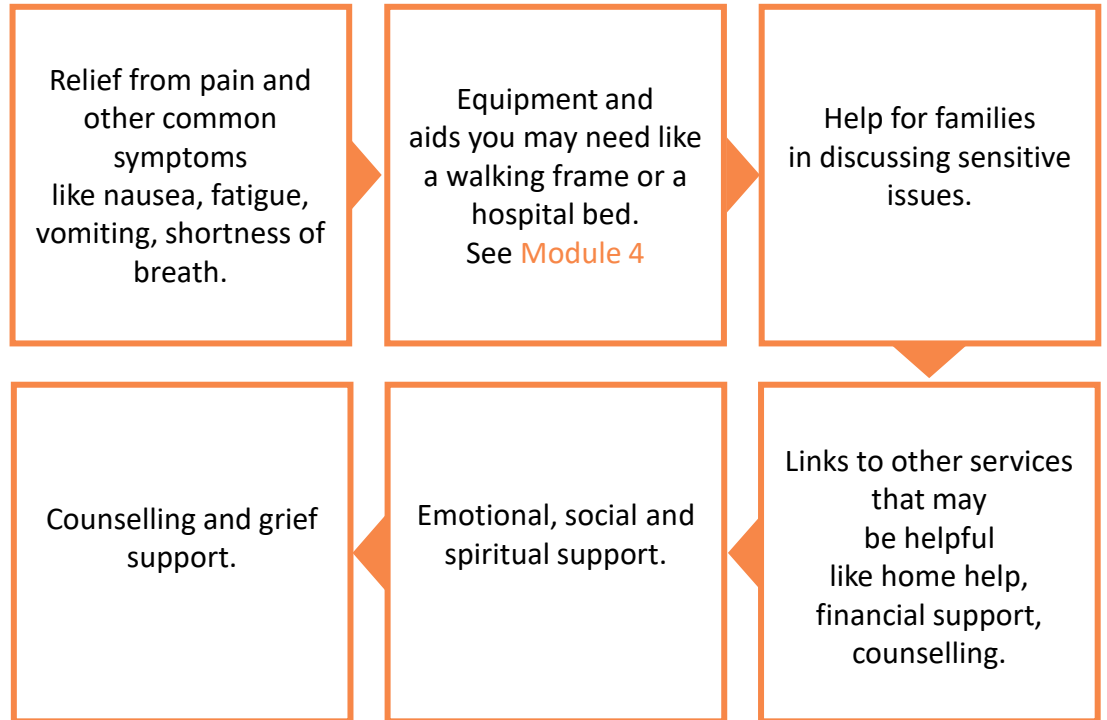 Relief from pain and
other common
symptoms
like nausea, fatigue,
vomiting, shortness of
breath.
Equipment and
aids you may need like
a walking frame or a
hospital bed.
See Module 4
Help for families
in discussing sensitive
issues.
Links to other services
that may
be helpful
like home help,
financial support,
counselling.
Emotional, social and
spiritual support.
Counselling and grief
support.